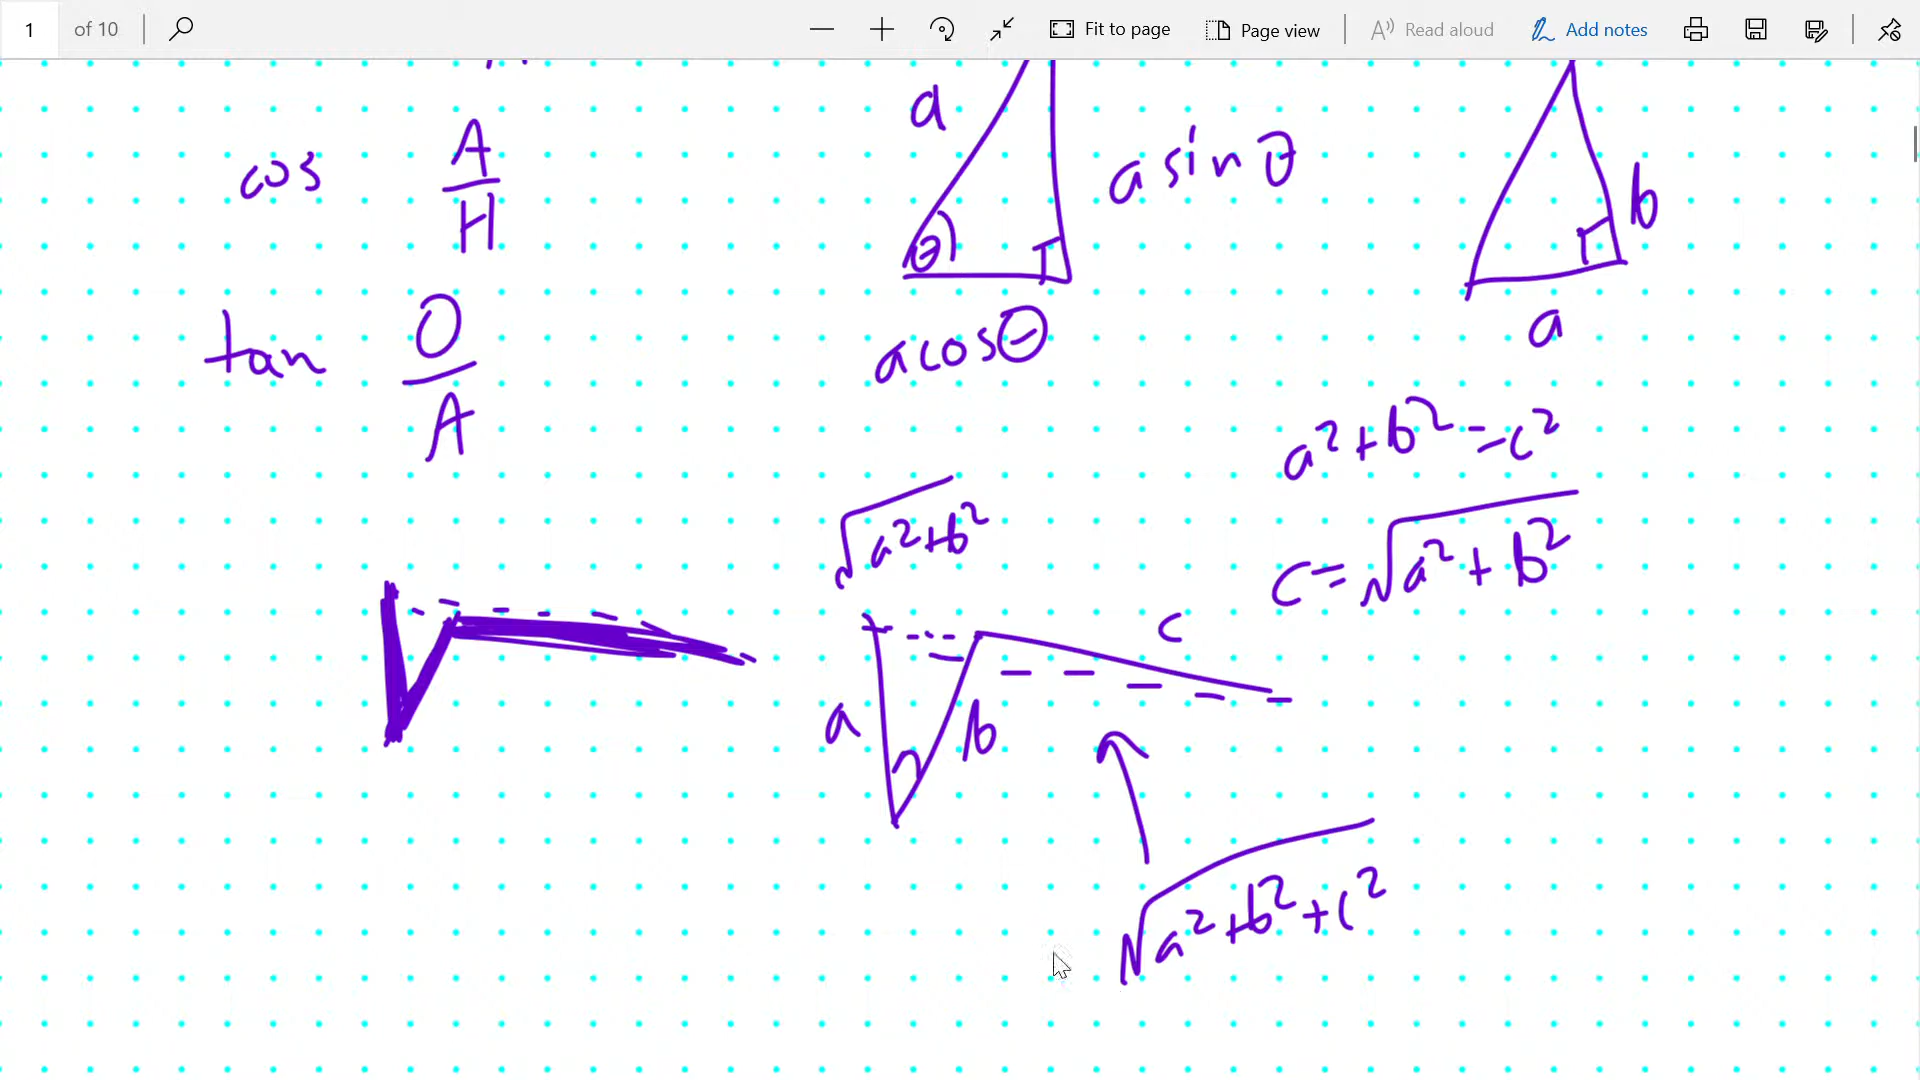 1 of 10 Fit to page Page view Read aloud Add notes
cos A/H
a
θ
a sin θ
a cos θ
b
a
tan O/A
a² + b² = c²
c = √a² + b²
√a² + b²
a
b
c
√a² + b² + c²